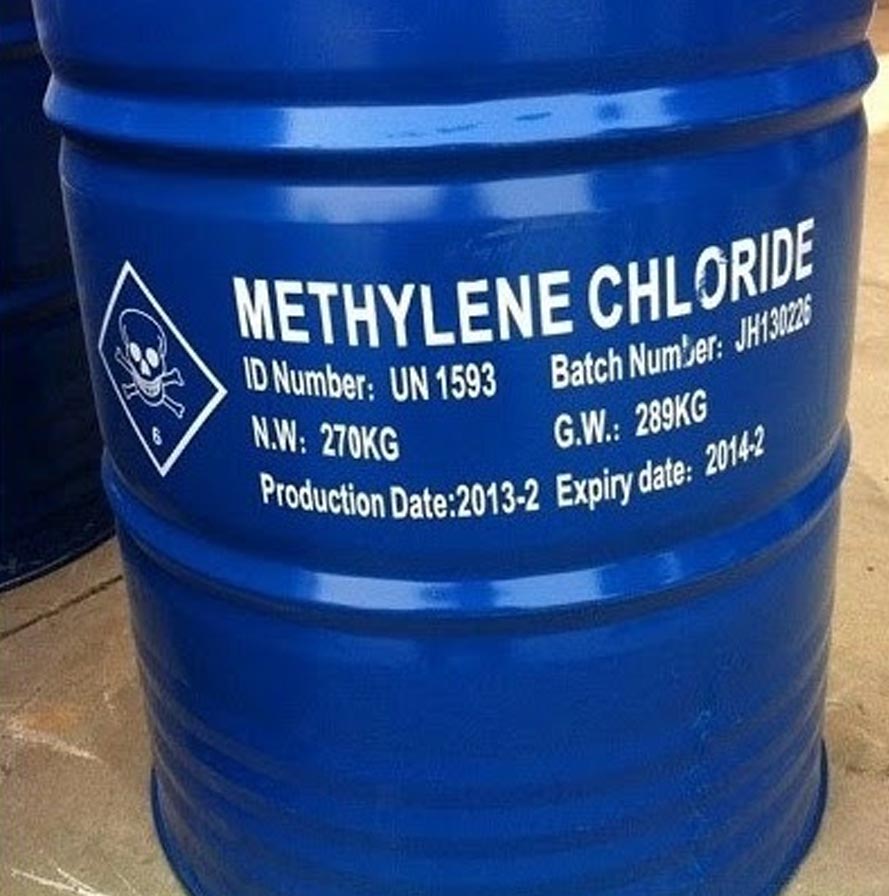 METHYLENE CHLORIDE
ID Number: UN 1593 Batch Number: JH130226
N.W: 270KG G.W.: 289KG
Production Date:2013-2 Expiry date: 2014-2
6